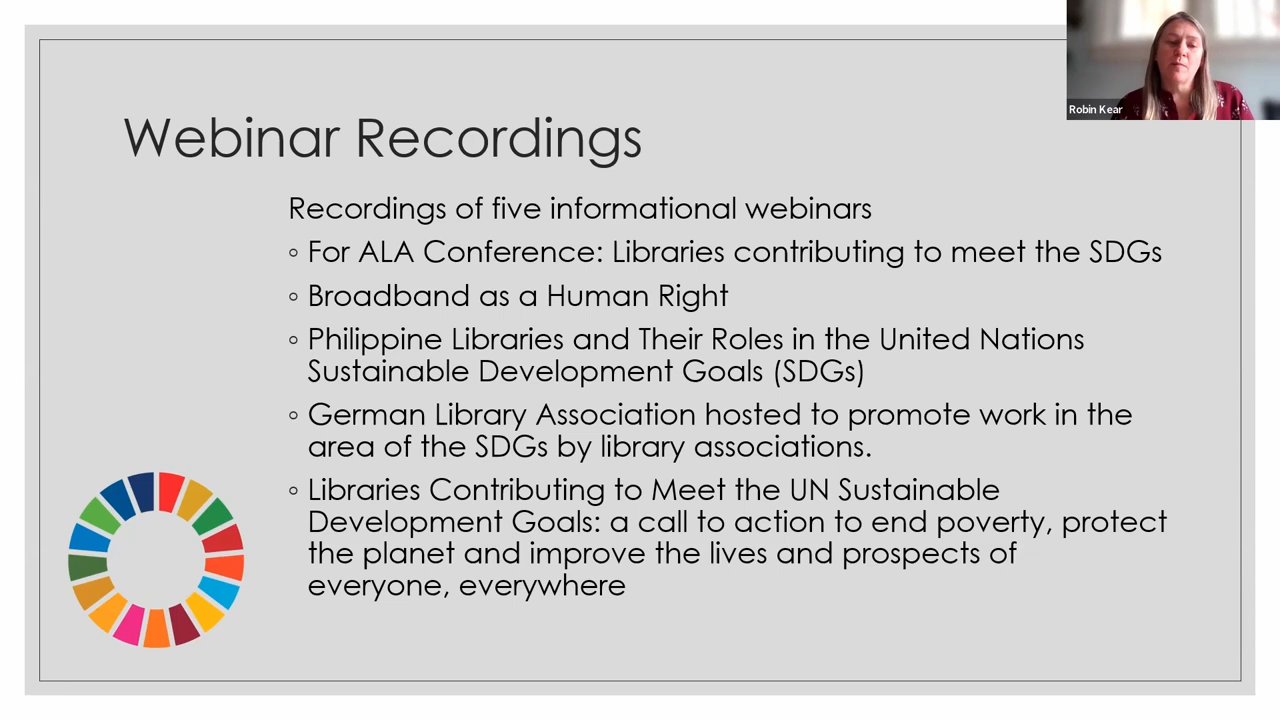 Robin Kear
Webinar Recordings
Recordings of five informational webinars
◦ For ALA Conference: Libraries contributing to meet the SDGs
◦ Broadband as a Human Right
◦ Philippine Libraries and Their Roles in the United Nations
Sustainable Development Goals (SDGs)
◦ German Library Association hosted to promote work in the
area of the SDGs by library associations.
◦ Libraries Contributing to Meet the UN Sustainable
Development Goals: a call to action to end poverty, protect
the planet and improve the lives and prospects of
everyone, everywhere